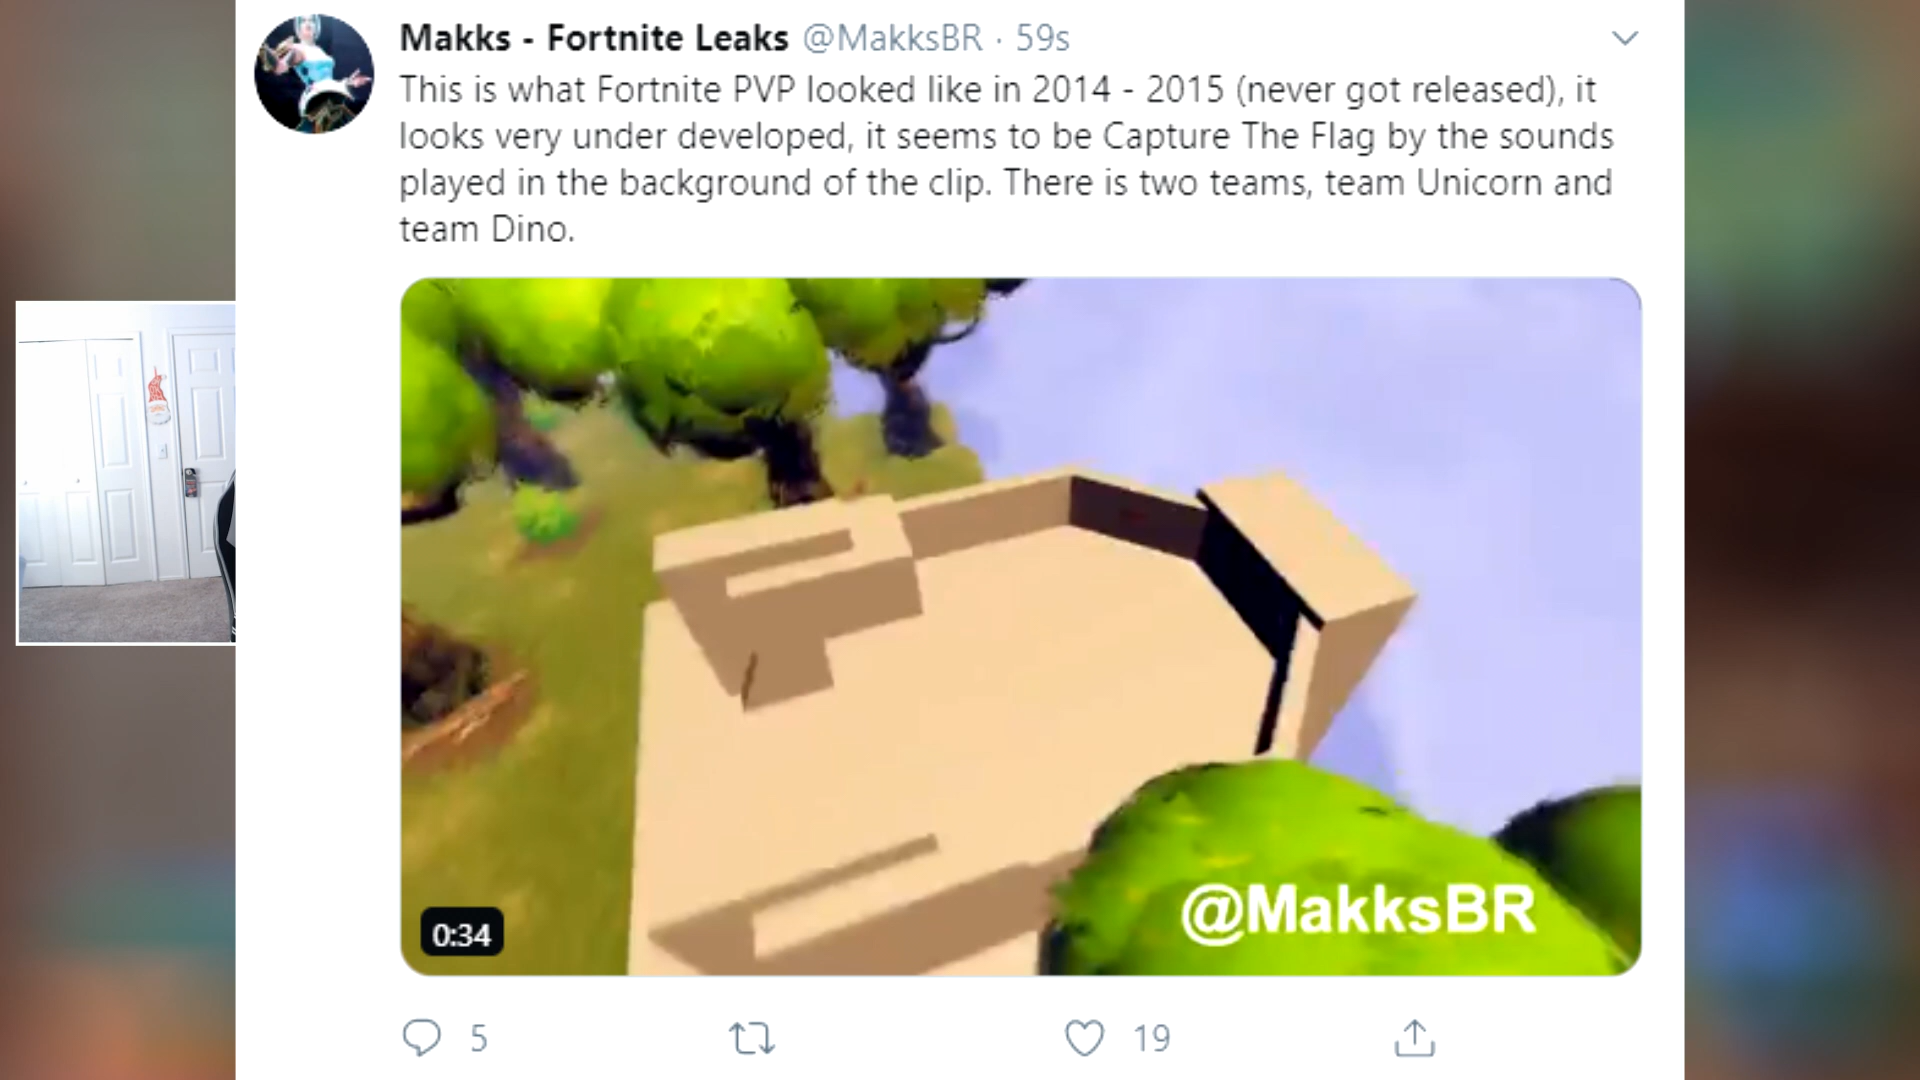 Makks - Fortnite Leaks @MakksBR · 59s
This is what Fortnite PVP looked like in 2014 - 2015 (never got released), it
looks very under developed, it seems to be Capture The Flag by the sounds
played in the background of the clip. There is two teams, team Unicorn and
team Dino.
@MakksBR
0:34
5 19